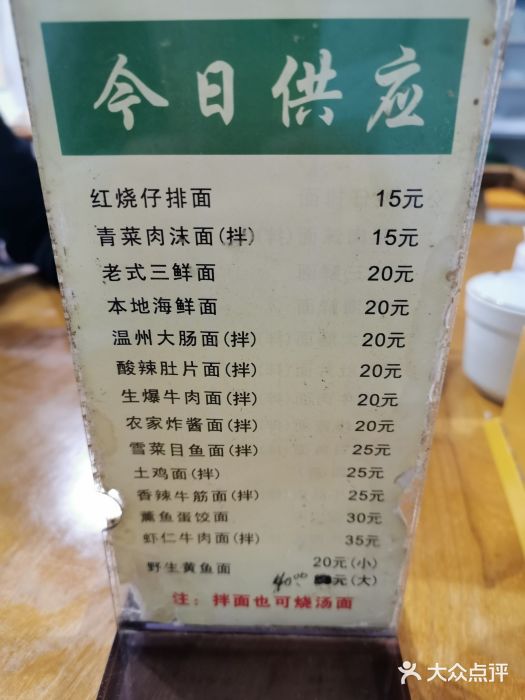 今日供应
红烧仔排面 15元
青菜肉沫面(拌) 15元
老式三鲜面 20元
本地海鲜面 20元
温州大肠面(拌) 20元
酸辣肚片面(拌) 20元
生爆牛肉面(拌) 20元
农家炸酱面(拌) 20元
雪菜目鱼面(拌) 25元
土鸡面(拌) 25元
香辣牛筋面(拌) 25元
薰鱼蛋饺面 30元
虾仁牛肉面(拌) 35元
野生黄鱼面 20元(小)
40.00 元(大)
注：拌面也可烧汤面
大众点评